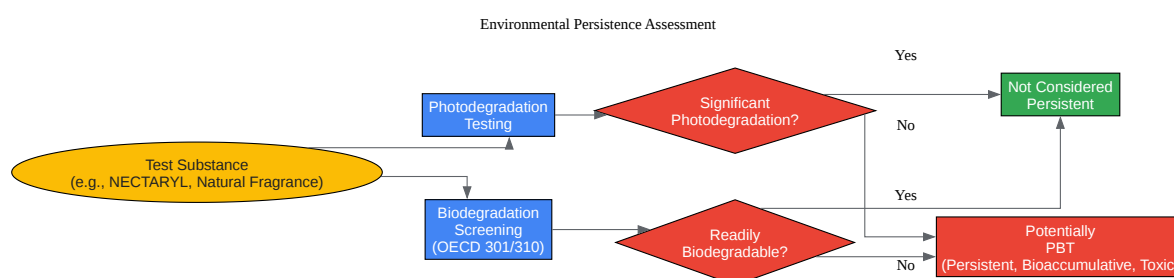 Environmental Persistence Assessment
Yes
Photodegradation
Testing
Significant
Photodegradation?
Not Considered
Persistent
No
Test Substance
(e.g., NECTARYL, Natural Fragrance)
Biodegradation
Screening
(OECD 301/310)
Yes
Readily
Biodegradable?
Potentially
PBT
(Persistent, Bioaccumulative, Toxic
No